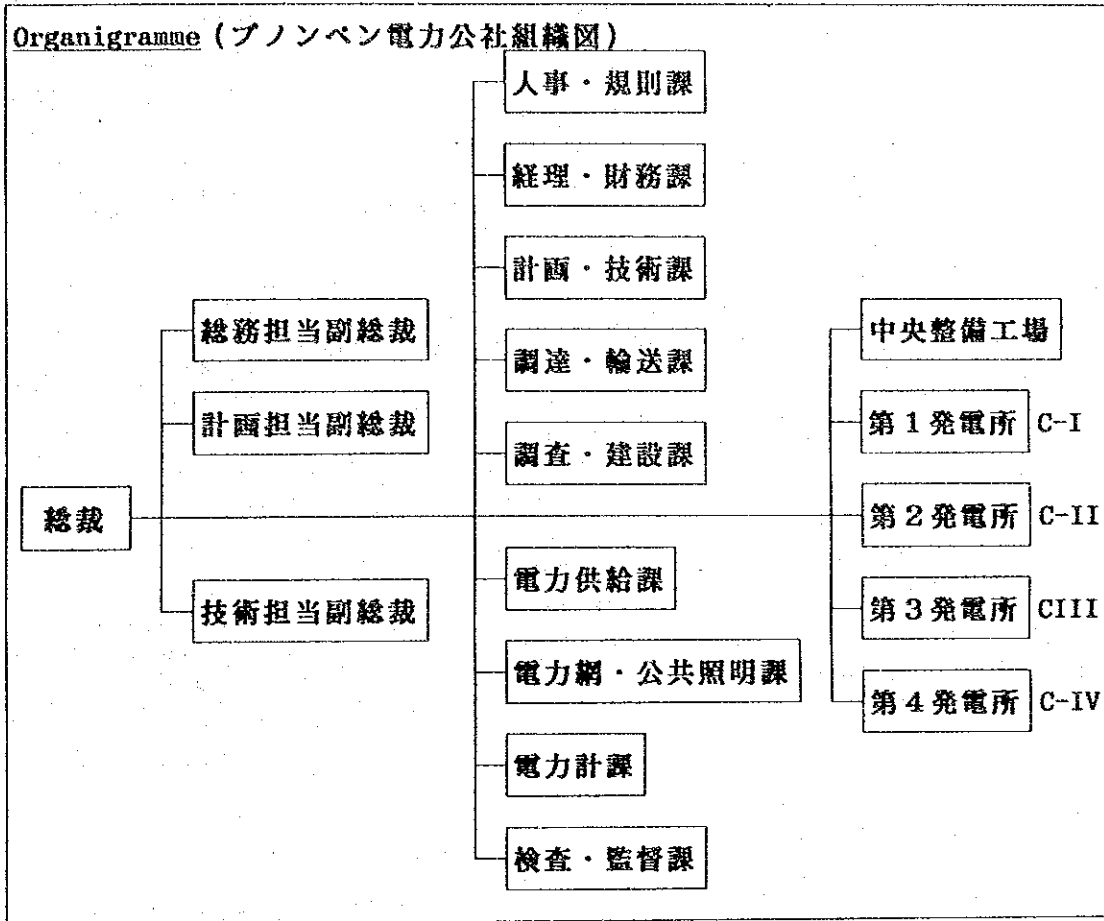 Organigramme (プノンペン電力公社組織図)
人事・規則課
経理・財務課
計画・技術課
調達・輸送課
調査・建設課
電力供給課
電力網・公共照明課
電力計課
検査・監督課
総務担当副総裁
計画担当副総裁
技術担当副総裁
総裁
中央整備工場
第1発電所 C-I
第2発電所 C-II
第3発電所 CIII
第4発電所 C-IV